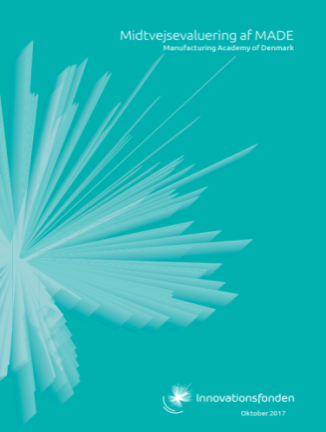 Midtvejsevaluering af MADE
Manufacturing Academy of Denmark
Innovationsfonden
Oktober 2017